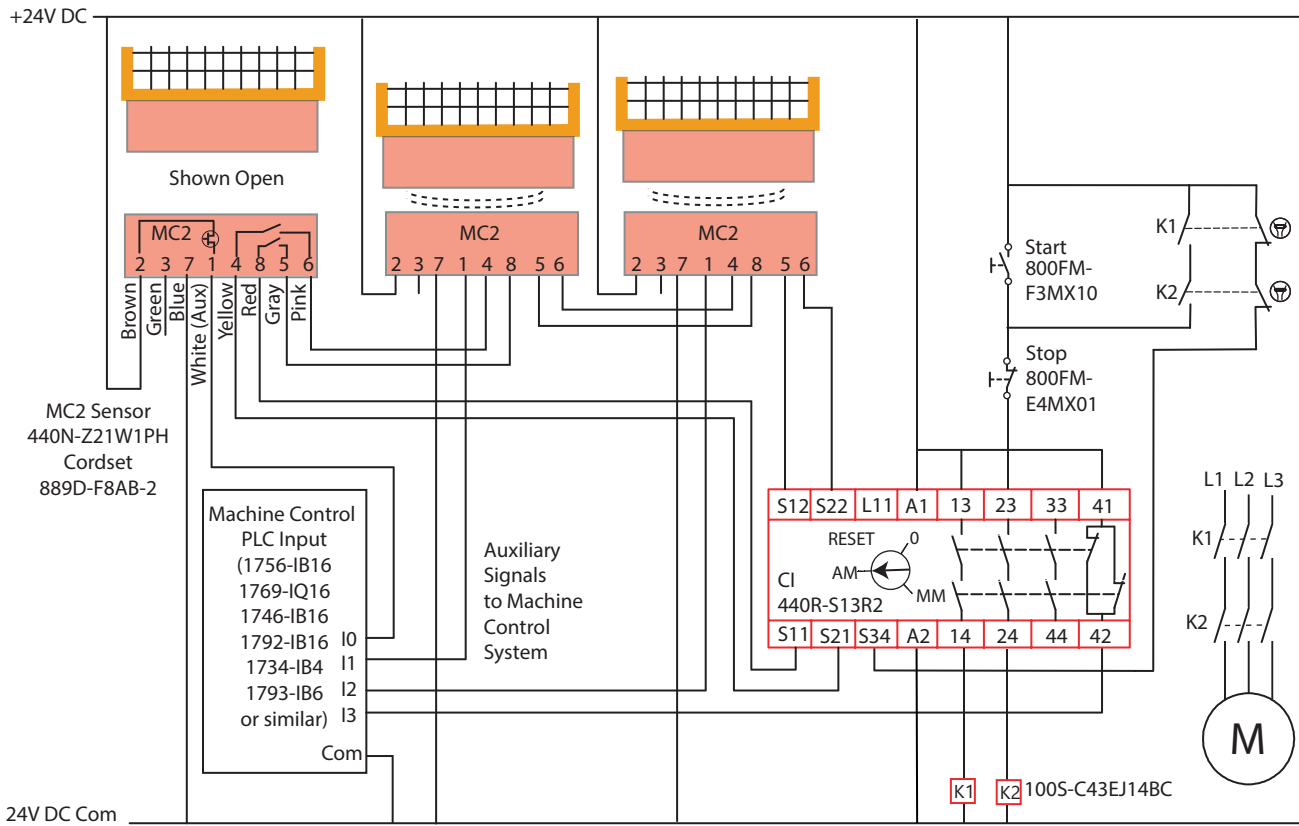 +24V DC
Shown Open
MC2
2 3 7 1 4 8 5 6
MC2
2 3 7 1 4 8 5 6
MC2
2 3 7 1 4 8 5 6
Brown
Green
Blue
White (Aux)
Yellow
Red
Gray
Pink
MC2 Sensor
440N-Z21W1PH
Cordset
889D-F8AB-2
K1
K2
Start
800FM-
F3MX10
Stop
800FM-
E4MX01
Machine Control
PLC Input
(1756-IB16
1769-IQ16
1746-IB16
1792-IB16 I0
1734-IB4 I1
1793-IB6 I2
or similar) I3
Com
Auxiliary
Signals
to Machine
Control
System
S12 S22 L11 A1 13 23 33 41
RESET 0
AM
MM
CI
440R-S13R2
S11 S21 S34 A2 14 24 44 42
L1 L2 L3
K1
K2
M
K1
K2 100S-C43EJ14BC
24V DC Com